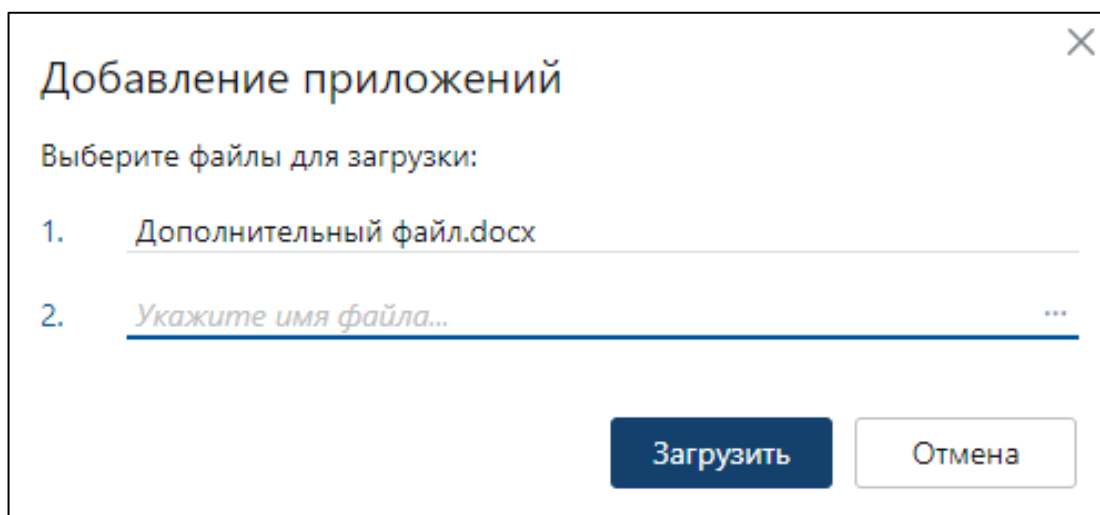 Добавление приложений
Выберите файлы для загрузки:
1. Дополнительный файл.docx
2. Укажите имя файла... ...
Загрузить Отмена